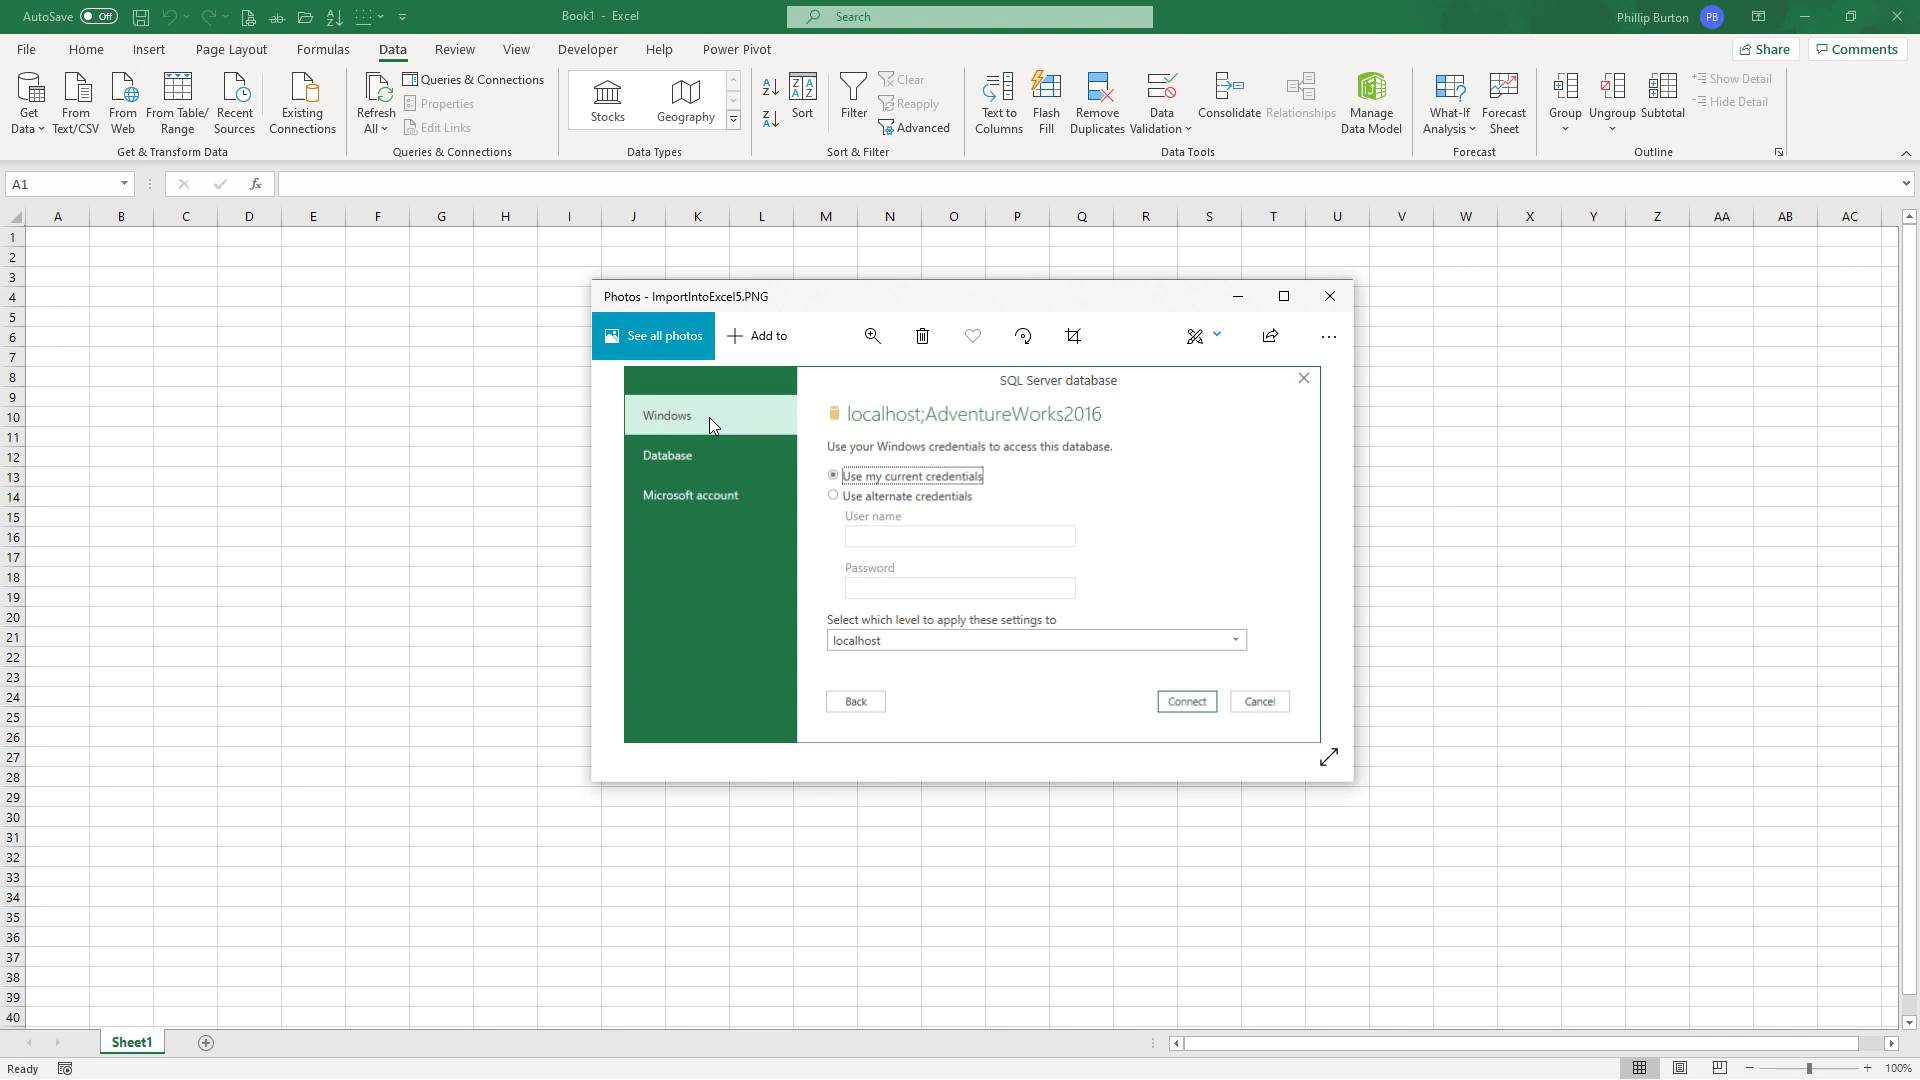 AutoSave Off
Book1 - Excel
Search
Phillip Burton PB
File Home Insert Page Layout Formulas Data Review View Developer Help Power Pivot
Share Comments
Get Data
From Text/CSV
From Web
From Table/ Range
Recent Sources
Existing Connections
Get & Transform Data
Refresh All
Queries & Connections
Properties
Edit Links
Queries & Connections
Stocks
Geography
Data Types
Sort
Filter
Clear
Reapply
Advanced
Sort & Filter
Text to Columns
Flash Fill
Remove Duplicates
Data Validation
Consolidate
Relationships
Manage Data Model
Data Tools
What-If Analysis
Forecast Sheet
Forecast
Group
Ungroup
Subtotal
Show Detail
Hide Detail
Outline
A1
fx
A B C D E F G H I J K L M N O P Q R S T U V W X Y Z AA AB AC
1
2
3
4
5
6
7
8
9
10
11
12
13
14
15
16
17
18
19
20
21
22
23
24
25
26
27
28
29
30
31
32
33
34
35
36
37
38
39
40
Photos - ImportIntoExcel5.PNG
See all photos
Add to
SQL Server database
Windows
Database
Microsoft account
localhost;AdventureWorks2016
Use your Windows credentials to access this database.
Use my current credentials
Use alternate credentials
User name
Password
Select which level to apply these settings to
localhost
Back
Connect
Cancel
Sheet1
Ready
100%